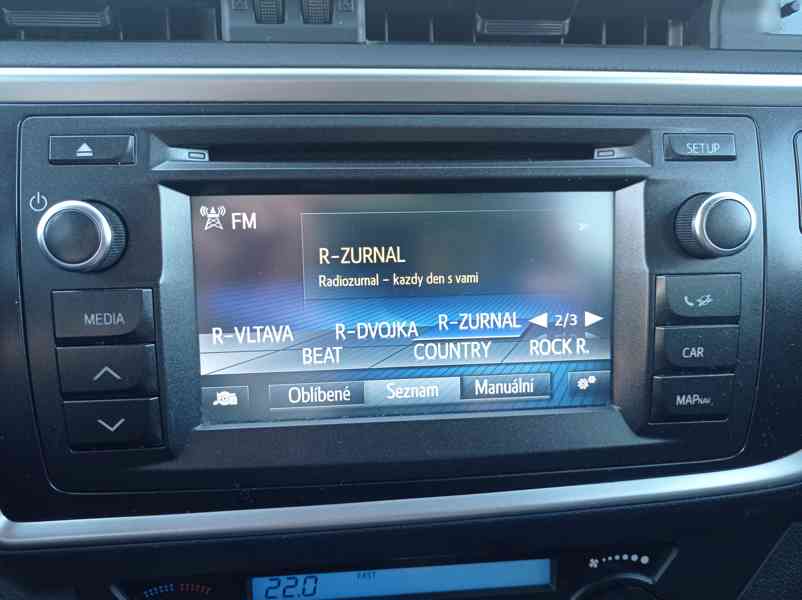 SETUP
FM
R-ZURNAL
Radiozurnal - kazdy den s vami
MEDIA
R-VLTAVA R-DVOJKA R-ZURNAL 2/3
BEAT COUNTRY ROCK R.
CAR
Oblíbené Seznam Manuální
MAP NAV
FAST
22.0